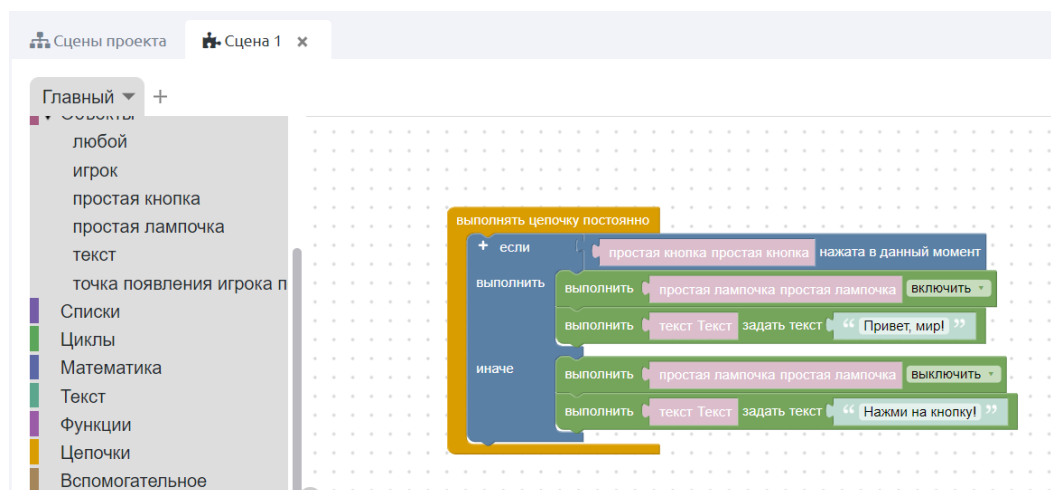 Сцены проекта Сцена 1 ×
Главный +
Объекты
любой
игрок
простая кнопка
простая лампочка
текст
точка появления игрока п
Списки
Циклы
Математика
Текст
Функции
Цепочки
Вспомогательное
выполнять цепочку постоянно
+ если простая кнопка простая кнопка нажата в данный момент
выполнить выполнить простая лампочка простая лампочка включить
выполнить текст Текст задать текст “ Привет, мир! ”
иначе выполнить простая лампочка простая лампочка выключить
выполнить текст Текст задать текст “ Нажми на кнопку! ”